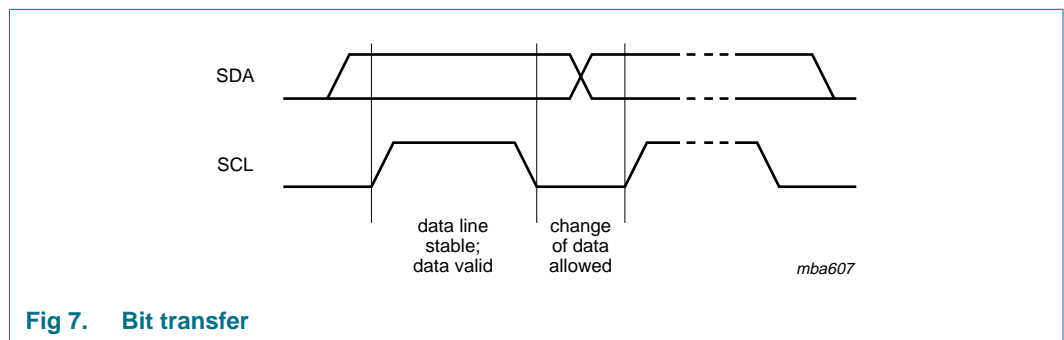 SDA
SCL
data line
stable;
data valid
change
of data
allowed
mba607
Fig 7. Bit transfer